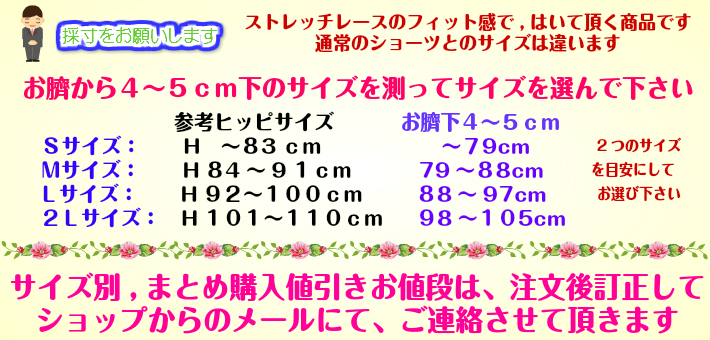 採寸をお願いします
ストレッチレースのフィット感で，はいて頂く商品です
通常のショーツとのサイズは違います
お臍から４～５ｃｍ下のサイズを測ってサイズを選んで下さい
参考ヒッピサイズ　お臍下４～５ｃｍ
Ｓサイズ：　Ｈ　～83ｃｍ　～79cm　２つのサイズ
Ｍサイズ：　Ｈ８４～９１ｃｍ　79～88cm　を目安にして
Ｌサイズ：　Ｈ９２～１００ｃｍ　８８～97cm　お選び下さい
２Ｌサイズ：　Ｈ１０１～１１０ｃｍ　９８～１０５cm
サイズ別，まとめ購入値引きお値段は、注文後訂正して
ショップからのメールにて、ご連絡させて頂きます